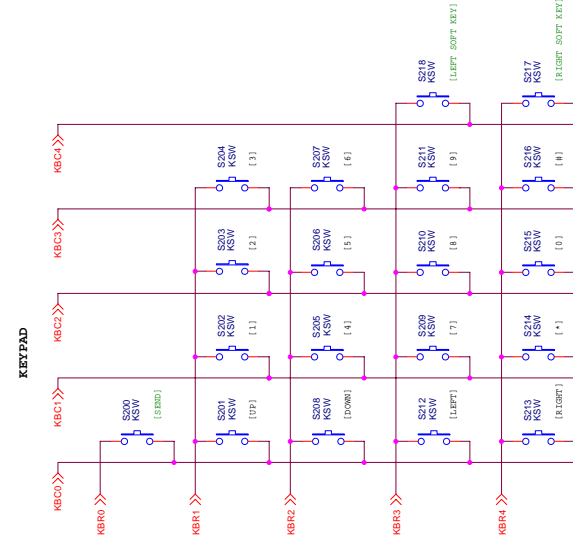 KEYPAD
KBC0
KBC1
KBC2
KBC3
KBC4
KBR0
KBR1
KBR2
KBR3
KBR4
S200
KSW
[SEND]
S201
KSW
[UP]
S202
KSW
[1]
S203
KSW
[2]
S204
KSW
[3]
S208
KSW
[DOWN]
S205
KSW
[4]
S206
KSW
[5]
S207
KSW
[6]
S212
KSW
[LEFT]
S209
KSW
[7]
S210
KSW
[8]
S211
KSW
[9]
S218
KSW
[LEFT SOFT KEY]
S213
KSW
[RIGHT]
S214
KSW
[*]
S215
KSW
[0]
S216
KSW
[#]
S217
KSW
[RIGHT SOFT KEY]